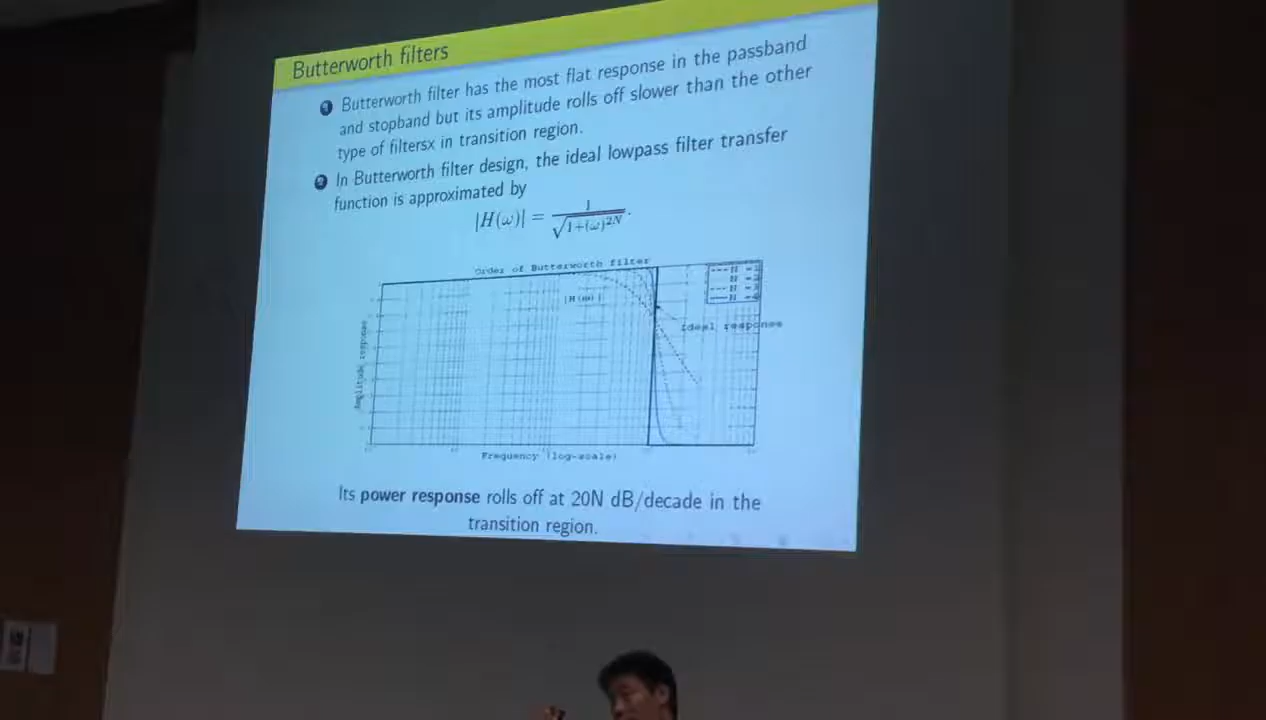 Butterworth filters
1 Butterworth filter has the most flat response in the passband
and stopband but its amplitude rolls off slower than the other
type of filtersx in transition region.
2 In Butterworth filter design, the ideal lowpass filter transfer
function is approximated by
|H(ω)| = 1/√1+(ω)^2N.
Order of Butterworth filter
|H(ω)|
Ideal response
Amplitude response
Frequency (log-scale)
Its power response rolls off at 20N dB/decade in the
transition region.